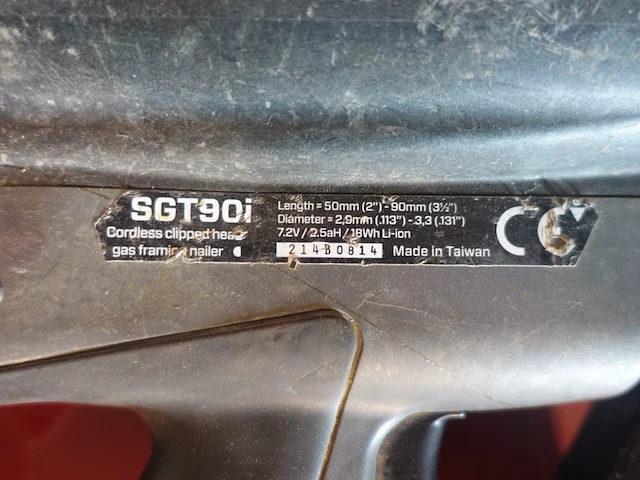 SGT90i
Cordless clipped head
gas framing nailer
Length = 50mm (2") - 90mm (3½")
Diameter = 2,9mm (.113") - 3,3 (.131")
7.2V / 2.5aH / 18Wh Li-ion
214B0814 Made in Taiwan
CE